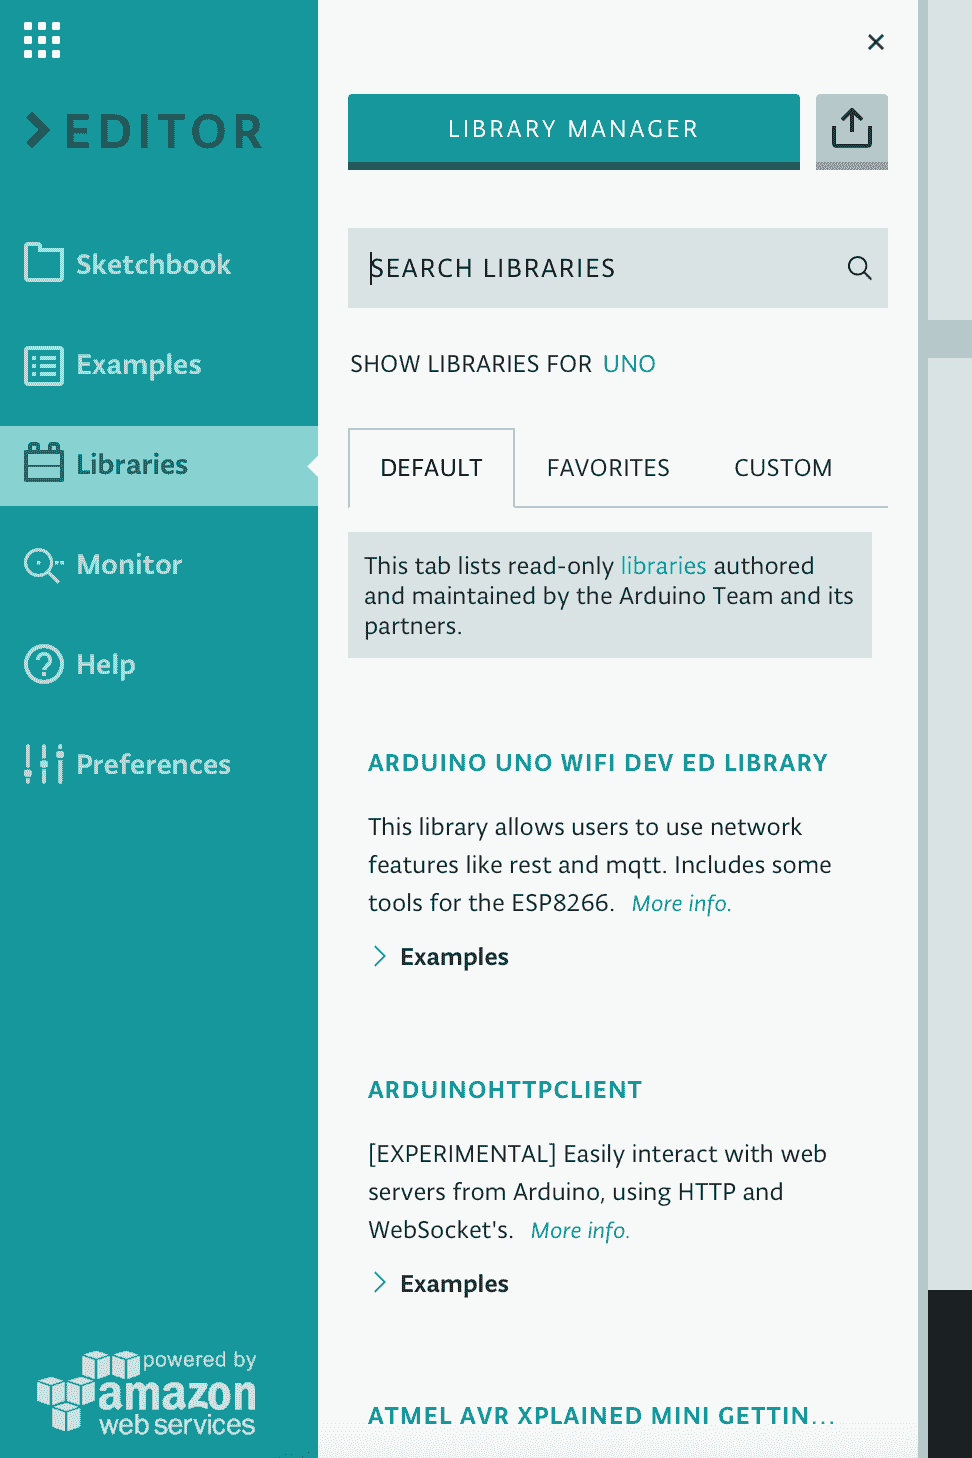 EDITOR
Sketchbook
Examples
Libraries
Monitor
Help
Preferences
powered by
amazon
web services
LIBRARY MANAGER
SEARCH LIBRARIES
SHOW LIBRARIES FOR UNO
DEFAULT
FAVORITES
CUSTOM
This tab lists read-only libraries authored
and maintained by the Arduino Team and its
partners.
ARDUINO UNO WIFI DEV ED LIBRARY
This library allows users to use network
features like rest and mqtt. Includes some
tools for the ESP8266. More info.
Examples
ARDUINOHTTPCLIENT
[EXPERIMENTAL] Easily interact with web
servers from Arduino, using HTTP and
WebSocket's. More info.
Examples
ATMEL AVR XPLAINED MINI GETTIN...